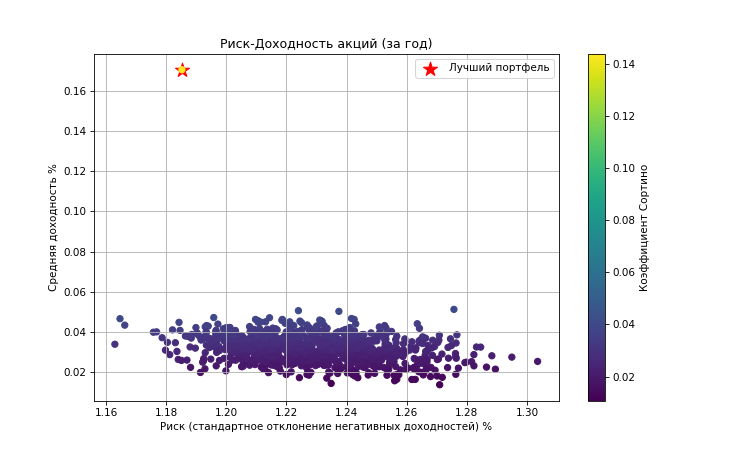 Риск-Доходность акций (за год)
Лучший портфель
Средняя доходность %
0.16
0.14
0.12
0.10
0.08
0.06
0.04
0.02
1.16 1.18 1.20 1.22 1.24 1.26 1.28 1.30
Риск (стандартное отклонение негативных доходностей) %
0.14
0.12
0.10
0.08
0.06
0.04
0.02
Коэффициент Сортино